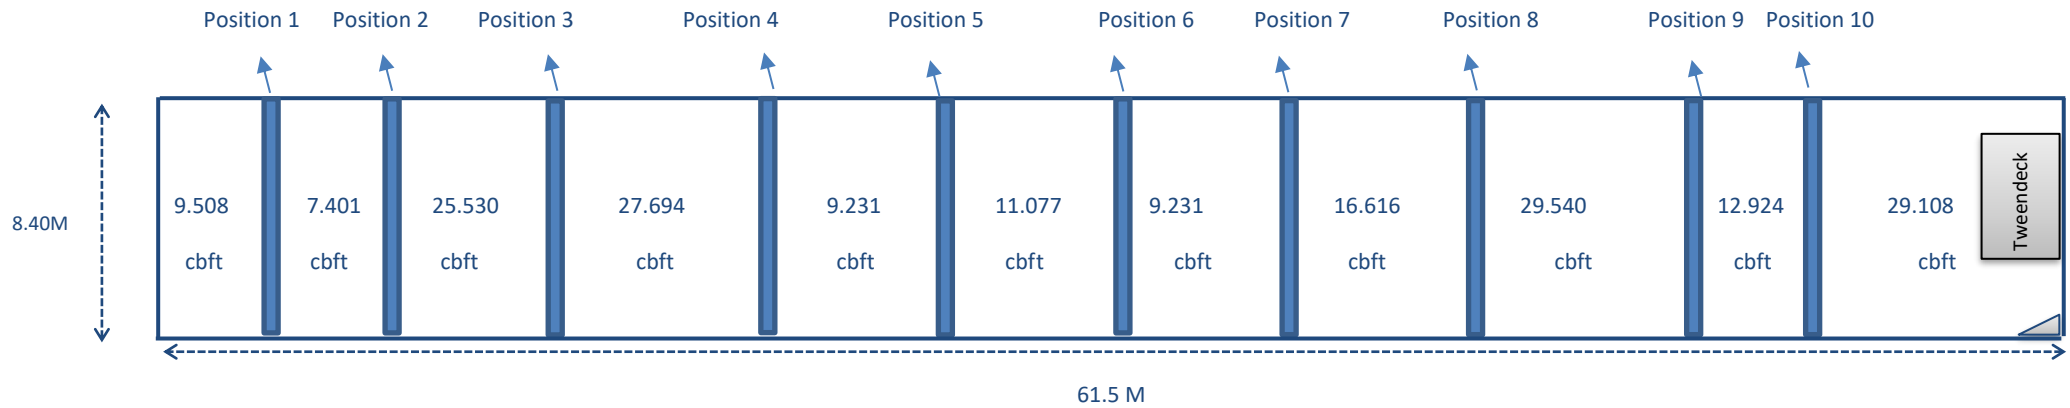 Position 1
Position 2
Position 3
Position 4
Position 5
Position 6
Position 7
Position 8
Position 9
Position 10
8.40M
9.508
cbft
7.401
cbft
25.530
cbft
27.694
cbft
9.231
cbft
11.077
cbft
9.231
cbft
16.616
cbft
29.540
cbft
12.924
cbft
29.108
cbft
Tweendeck
61.5 M